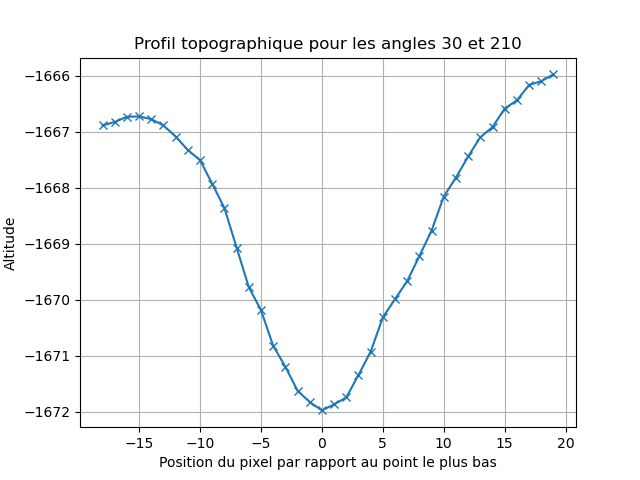 Profil topographique pour les angles 30 et 210
Altitude
−1666
−1667
−1668
−1669
−1670
−1671
−1672
−15 −10 −5 0 5 10 15 20
Position du pixel par rapport au point le plus bas